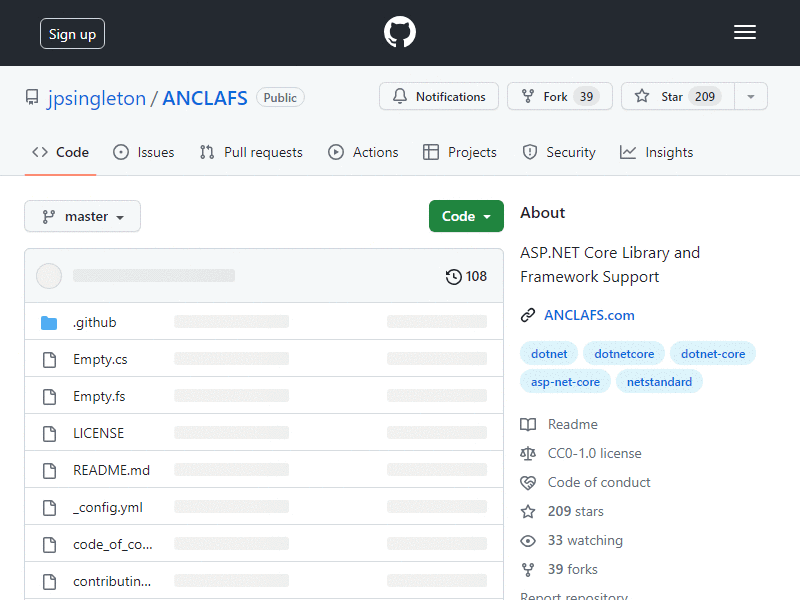 Sign up
jpsingleton / ANCLAFS Public
Notifications
Fork 39
Star 209
Code
Issues
Pull requests
Actions
Projects
Security
Insights
master
Code
108
.github
Empty.cs
Empty.fs
LICENSE
README.md
_config.yml
code_of_co...
contributin...
About
ASP.NET Core Library and
Framework Support
ANCLAFS.com
dotnet dotnetcore dotnet-core
asp-net-core netstandard
Readme
CC0-1.0 license
Code of conduct
209 stars
33 watching
39 forks
Report repository